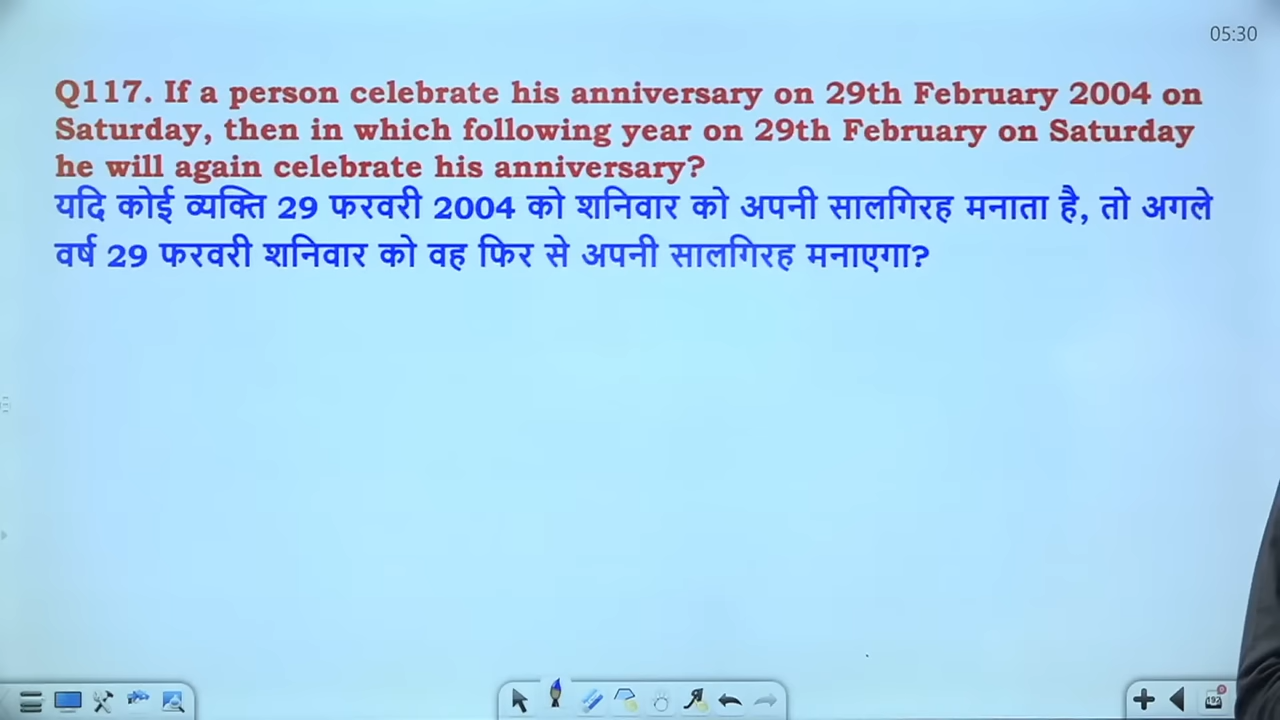 05:30
Q117. If a person celebrate his anniversary on 29th February 2004 on
Saturday, then in which following year on 29th February on Saturday
he will again celebrate his anniversary?
यदि कोई व्यक्ति 29 फरवरी 2004 को शनिवार को अपनी सालगिरह मनाता है, तो अगले
वर्ष 29 फरवरी शनिवार को वह फिर से अपनी सालगिरह मनाएगा?